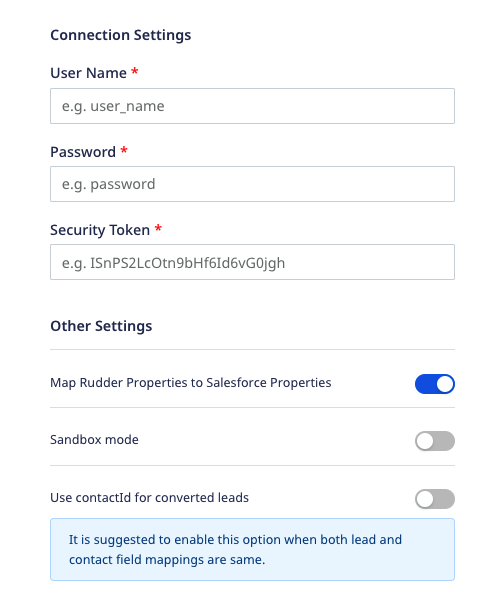 Connection Settings
User Name *
e.g. user_name
Password *
e.g. password
Security Token *
e.g. ISnPS2LcOtn9bHf6Id6vG0jgh
Other Settings
Map Rudder Properties to Salesforce Properties
Sandbox mode
Use contactId for converted leads
It is suggested to enable this option when both lead and
contact field mappings are same.